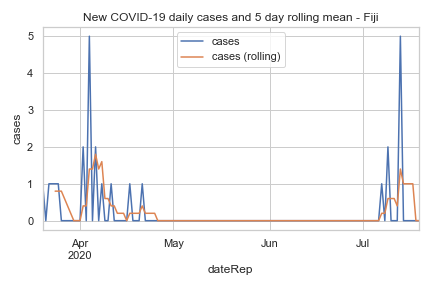 New COVID-19 daily cases and 5 day rolling mean - Fiji
cases
cases (rolling)
5
4
3
2
1
0
cases
Apr
2020
May
Jun
Jul
dateRep